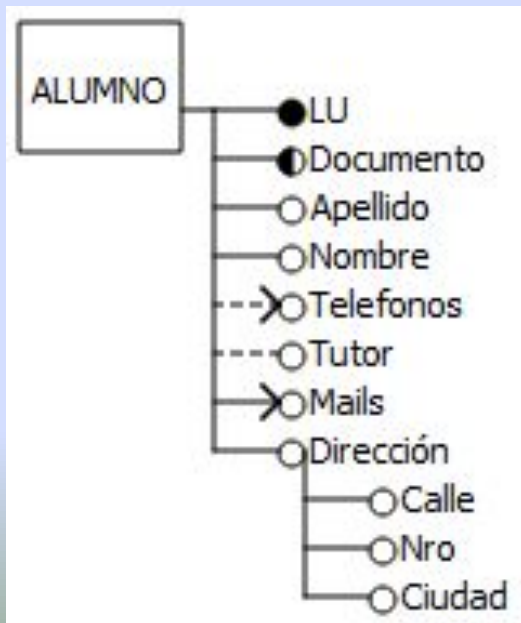 ALUMNO
LU
Documento
Apellido
Nombre
Telefonos
Tutor
Mails
Dirección
Calle
Nro
Ciudad